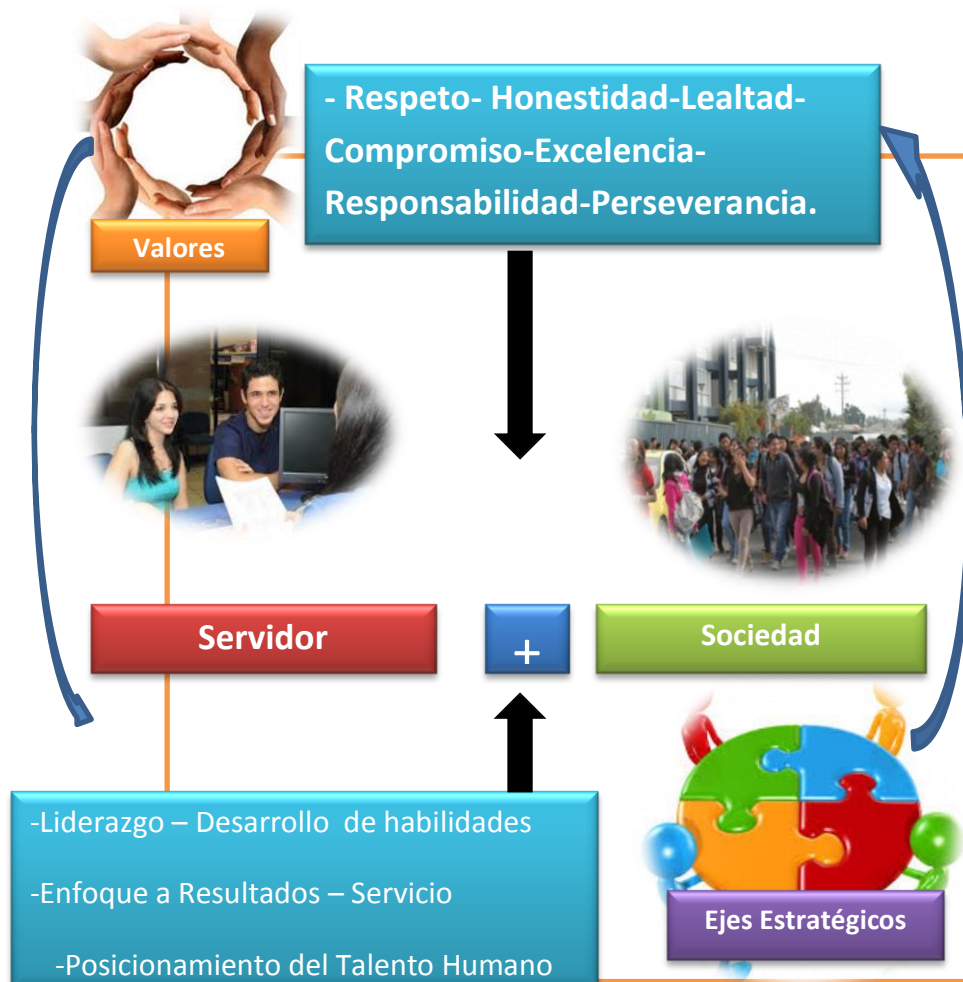 - Respeto- Honestidad-Lealtad-
Compromiso-Excelencia-
Responsabilidad-Perseverancia.
Valores
Servidor
+
Sociedad
-Liderazgo – Desarrollo  de habilidades
-Enfoque a Resultados – Servicio
-Posicionamiento del Talento Humano
Ejes Estratégicos